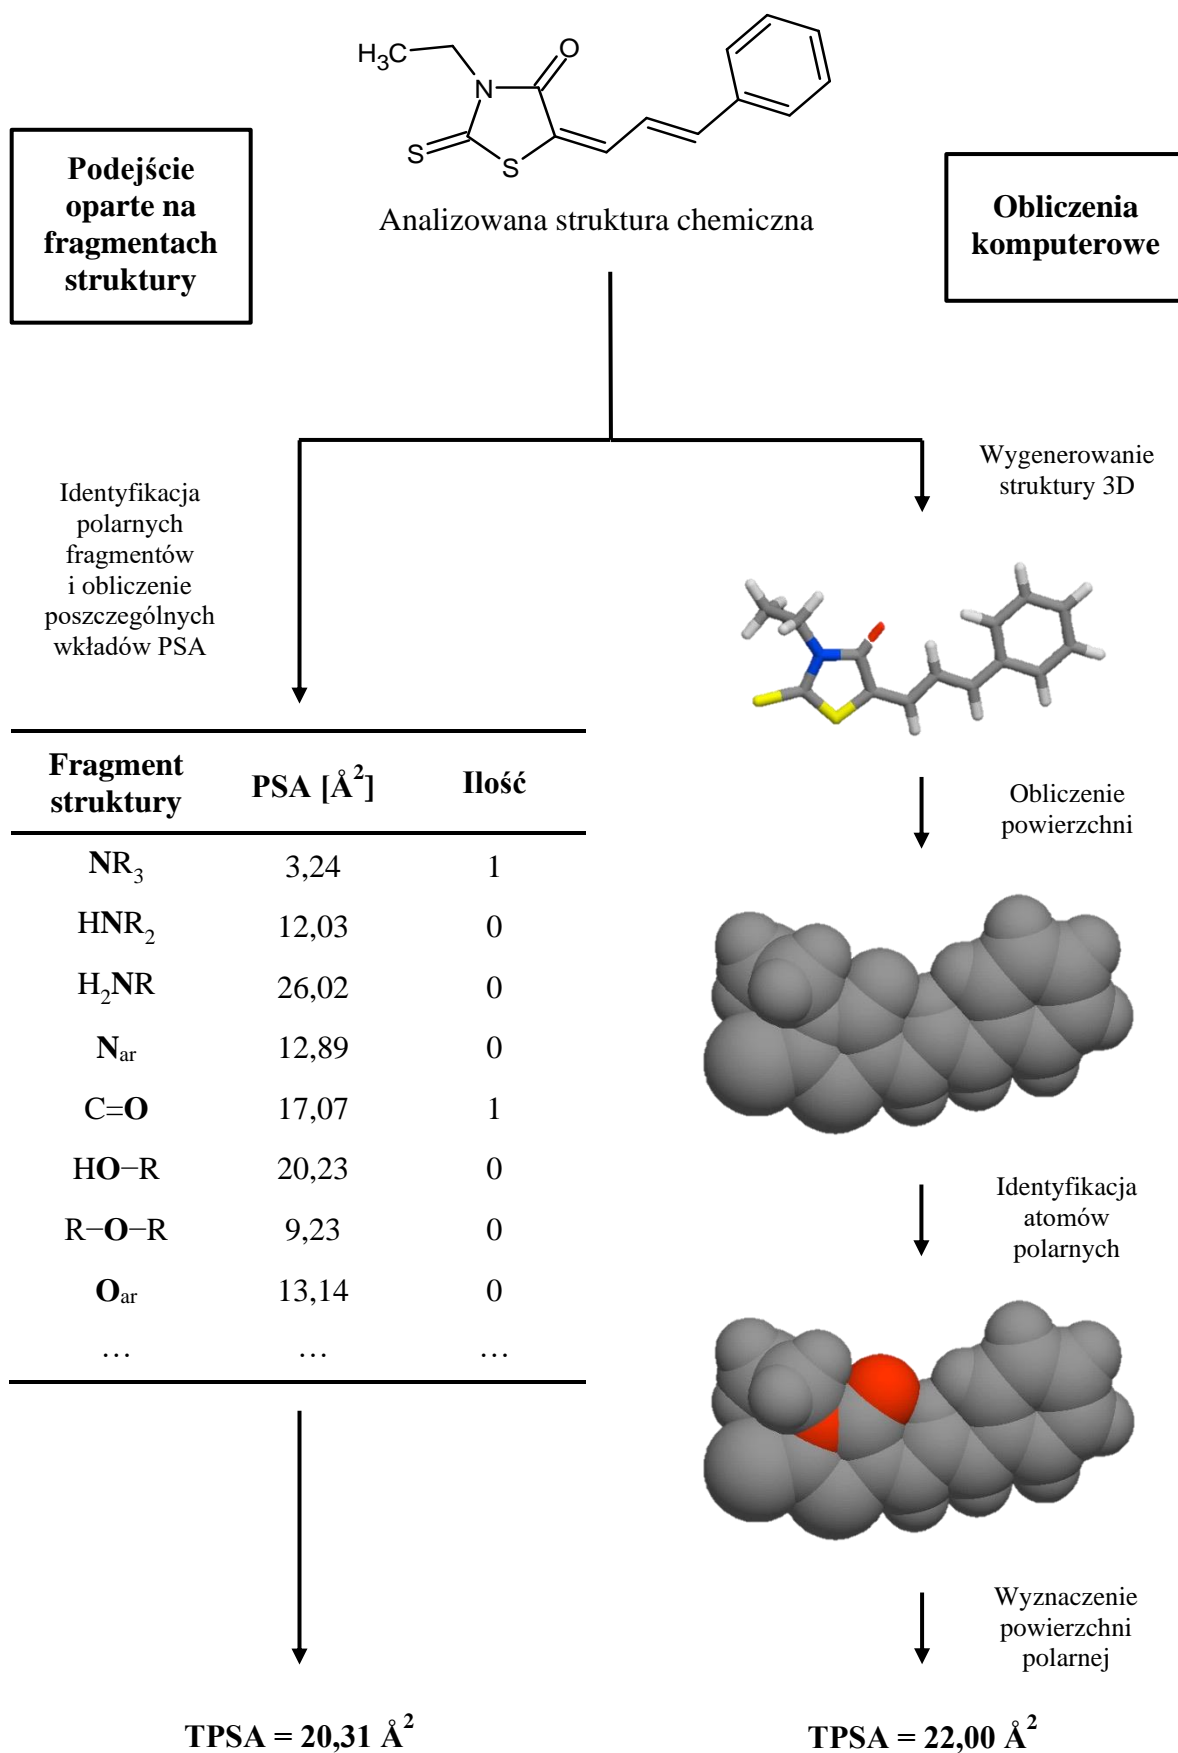 H3C
N
O
S
S
Podejście
oparte na
fragmentach
struktury
Analizowana struktura chemiczna
Obliczenia
komputerowe
Identyfikacja
polarnych
fragmentów
i obliczenie
poszczególnych
wkładów PSA
Wygenerowanie
struktury 3D
Fragment
struktury PSA [Å²] Ilość
NR₃ 3,24 1
HNR₂ 12,03 0
H₂NR 26,02 0
Nar 12,89 0
C=O 17,07 1
HO−R 20,23 0
R−O−R 9,23 0
Oar 13,14 0
… … …
Obliczenie
powierzchni
Identyfikacja
atomów
polarnych
Wyznaczenie
powierzchni
polarnej
TPSA = 20,31 Å²
TPSA = 22,00 Å²